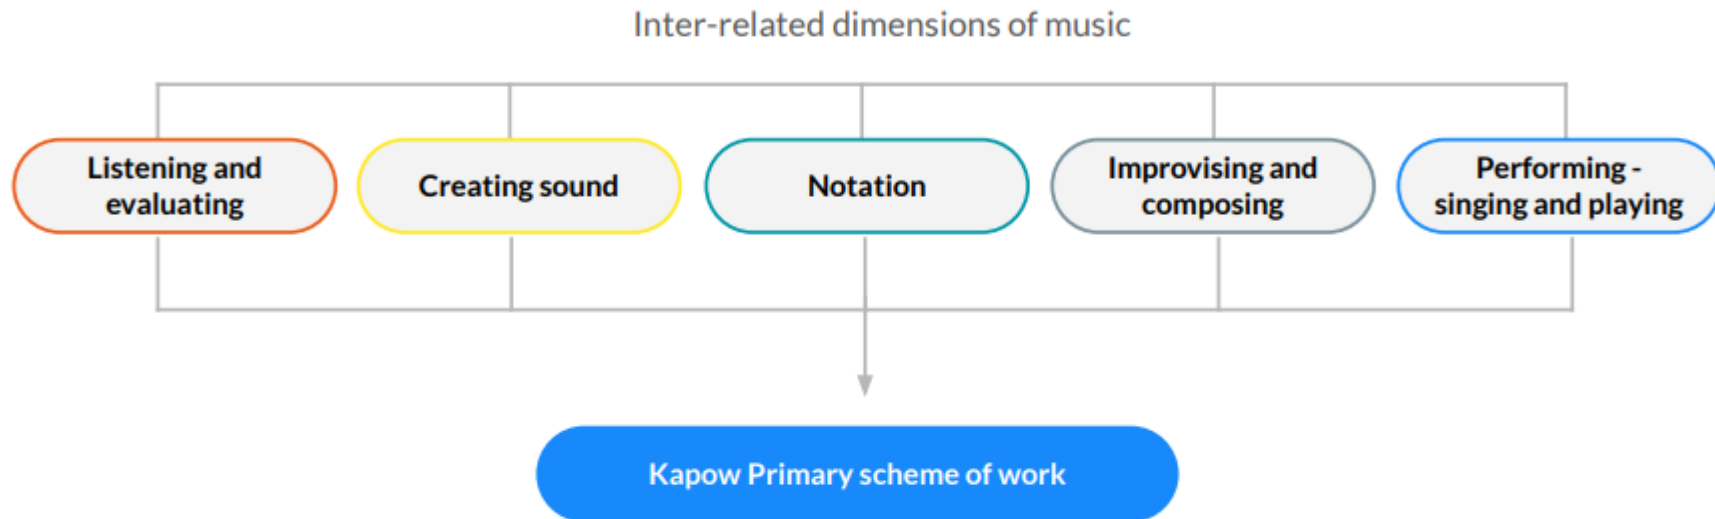 Inter-related dimensions of music
Listening and
evaluating
Creating sound
Notation
Improvising and
composing
Performing -
singing and playing
Kapow Primary scheme of work